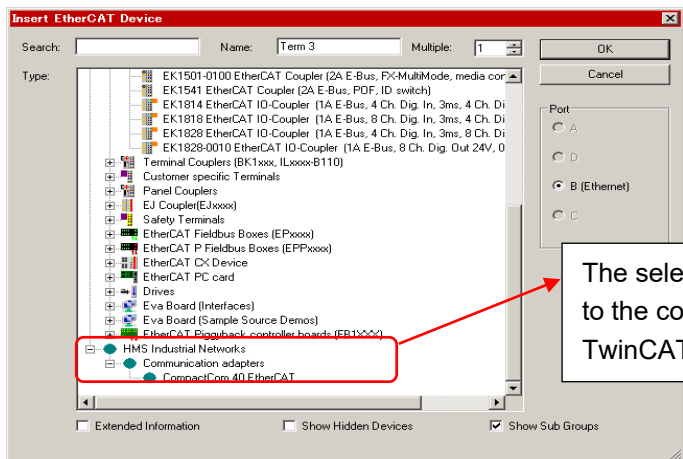 Insert EtherCAT Device
Search:
Name: Term 3
Multiple: 1
OK
Type:
Cancel
EK1501-0100 EtherCAT Coupler (2A E-Bus, FX-MultiMode, media con
EK1541 EtherCAT Coupler (2A E-Bus, POF, ID switch)
EK1814 EtherCAT IO-Coupler (1A E-Bus, 4 Ch. Dig. In, 3ms, 4 Ch. Di
EK1818 EtherCAT IO-Coupler (1A E-Bus, 8 Ch. Dig. In, 3ms, 4 Ch. Di
EK1828 EtherCAT IO-Coupler (1A E-Bus, 4 Ch. Dig. In, 3ms, 8 Ch. Di
EK1828-0010 EtherCAT IO-Coupler (1A E-Bus, 8 Ch. Dig. Out 24V, 0
Terminal Couplers (BK1xxx, ILxxxx-B110)
Customer specific Terminals
Panel Couplers
EJ Coupler(EJxxxx)
Safety Terminals
EtherCAT Fieldbus Boxes (EPxxxx)
EtherCAT P Fieldbus Boxes (EPPxxxx)
EtherCAT CX Device
EtherCAT PC card
Drives
Eva Board (Interfaces)
Eva Board (Sample Source Demos)
EtherCAT Piggyback controller boards (FB1XXX)
HMS Industrial Networks
Communication adapters
CompactCom 40 EtherCAT
Port
A
D
B (Ethernet)
C
The sele
to the co
TwinCAT
Extended Information
Show Hidden Devices
Show Sub Groups